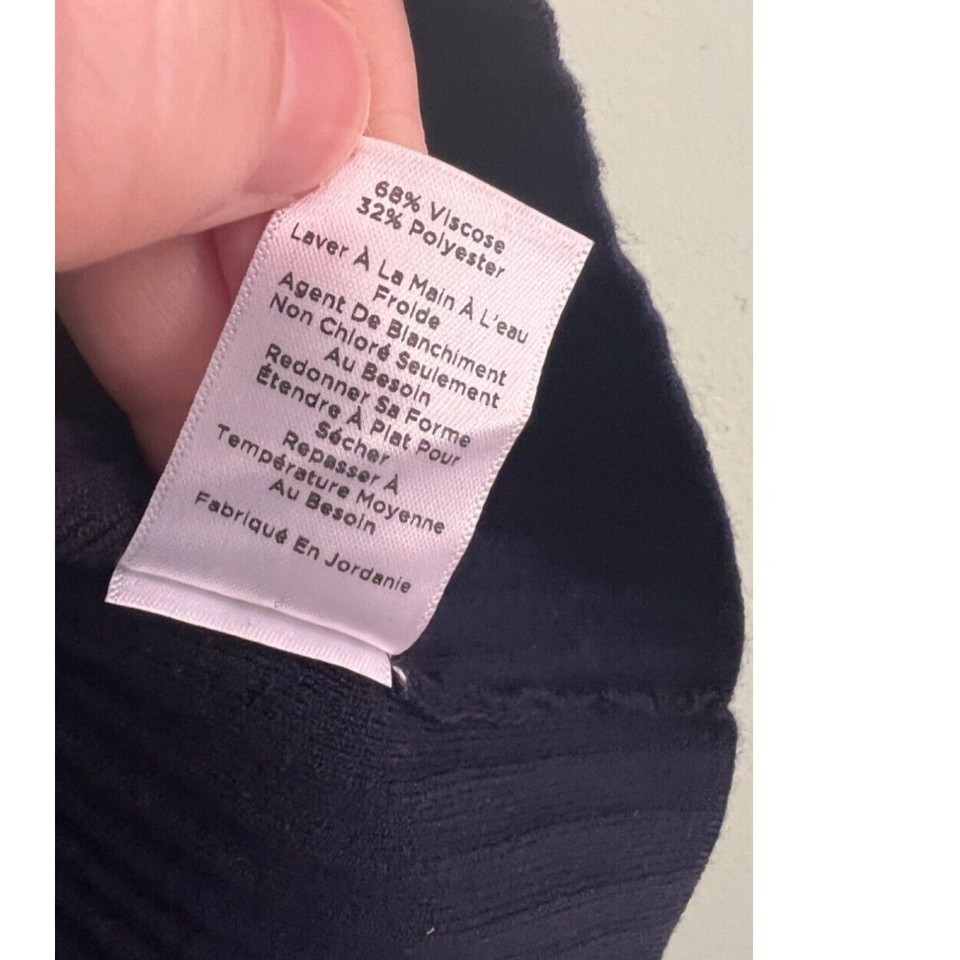 68% Viscose
32% Polyester
Laver À La Main À L'eau
Froide
Agent De Blanchiment
Non Chloré Seulement
Au Besoin
Redonner Sa Forme
Étendre À Plat Pour
Sécher
Repasser À
Température Moyenne
Au Besoin
Fabriqué En Jordanie